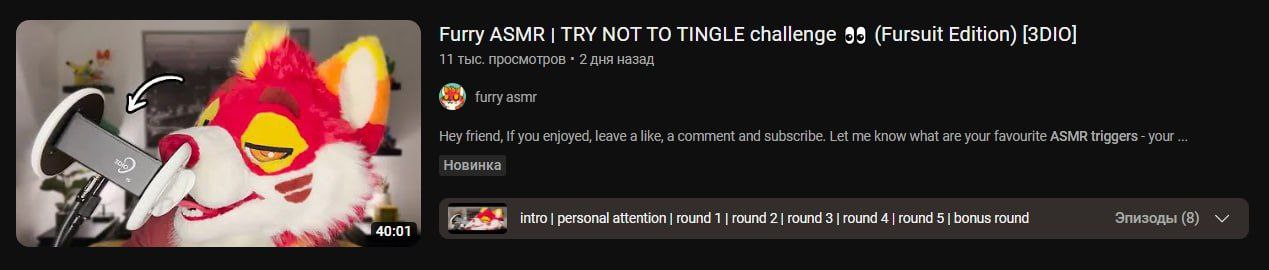 Furry ASMR | TRY NOT TO TINGLE challenge 👀 (Fursuit Edition) [3DIO]
11 тыс. просмотров • 2 дня назад
furry asmr
Hey friend, If you enjoyed, leave a like, a comment and subscribe. Let me know what are your favourite ASMR triggers - your ...
Новинка
3DIO
40:01
intro | personal attention | round 1 | round 2 | round 3 | round 4 | round 5 | bonus round
Эпизоды (8)